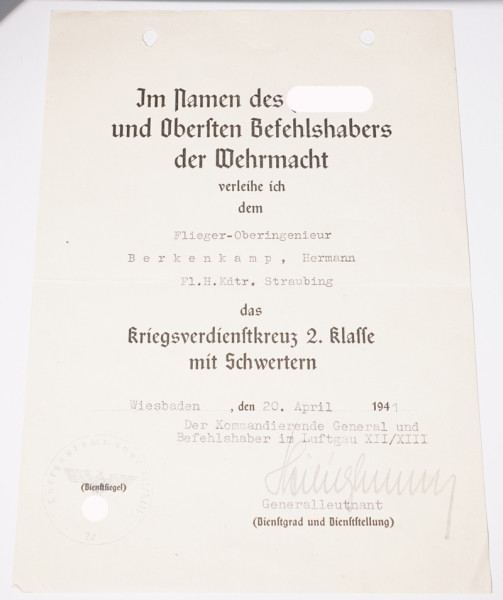 Im Namen des
und Obersten Befehlshabers
der Wehrmacht
verleihe ich
dem
Flieger-Oberingenieur
Berkenkamp, Hermann
Fl.H.Kdtr. Straubing
das
Kriegsverdienstkreuz 2. Klasse
mit Schwertern
Wiesbaden, den 20. April 1941
Der Kommandierende General und
Befehlshaber im Luftgau XII/XIII
(Dienstsiegel)
Generalleutnant
(Dienstgrad und Dienststellung)